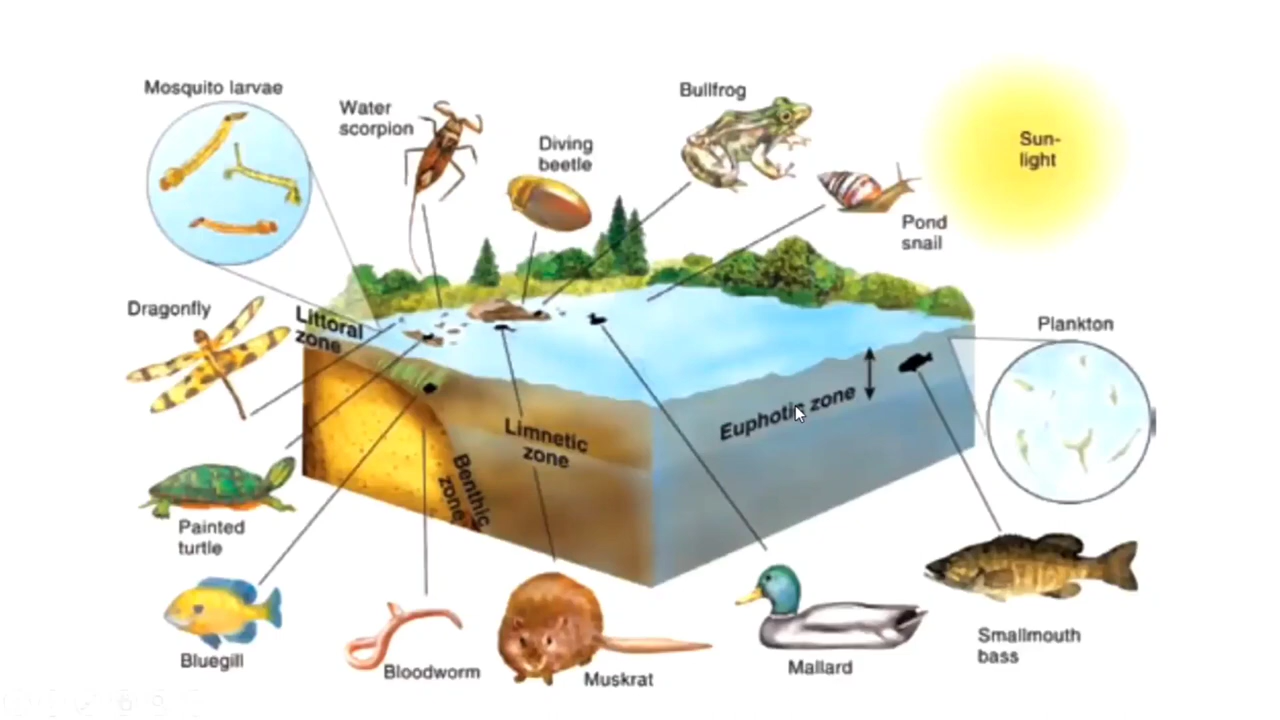 Mosquito larvae
Water
scorpion
Diving
beetle
Bullfrog
Sun-
light
Pond
snail
Dragonfly
Littoral
zone
Plankton
Euphotic zone
Limnetic
zone
Benthic
zone
Painted
turtle
Bluegill
Bloodworm
Muskrat
Mallard
Smallmouth
bass